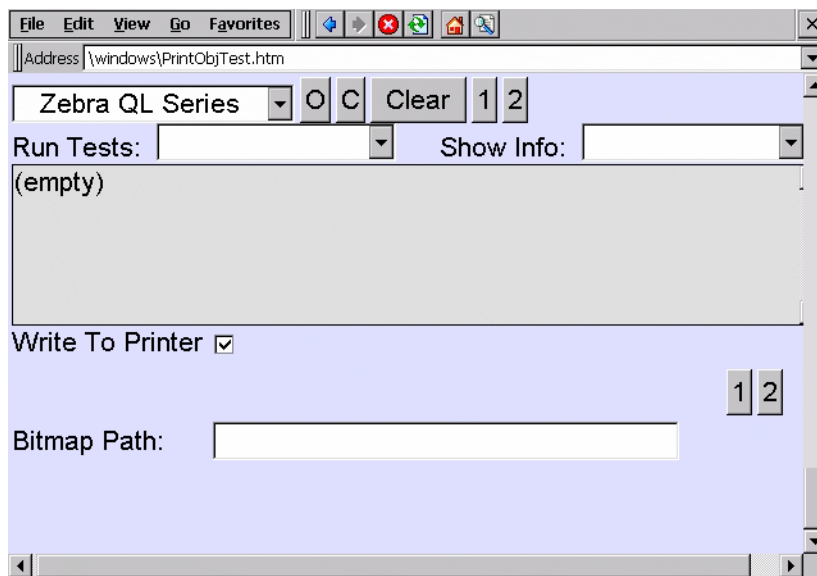 File Edit View Go Favorites
Address \windows\PrintObjTest.htm
Zebra QL Series O C Clear 1 2
Run Tests: Show Info:
(empty)
Write To Printer
1 2
Bitmap Path: